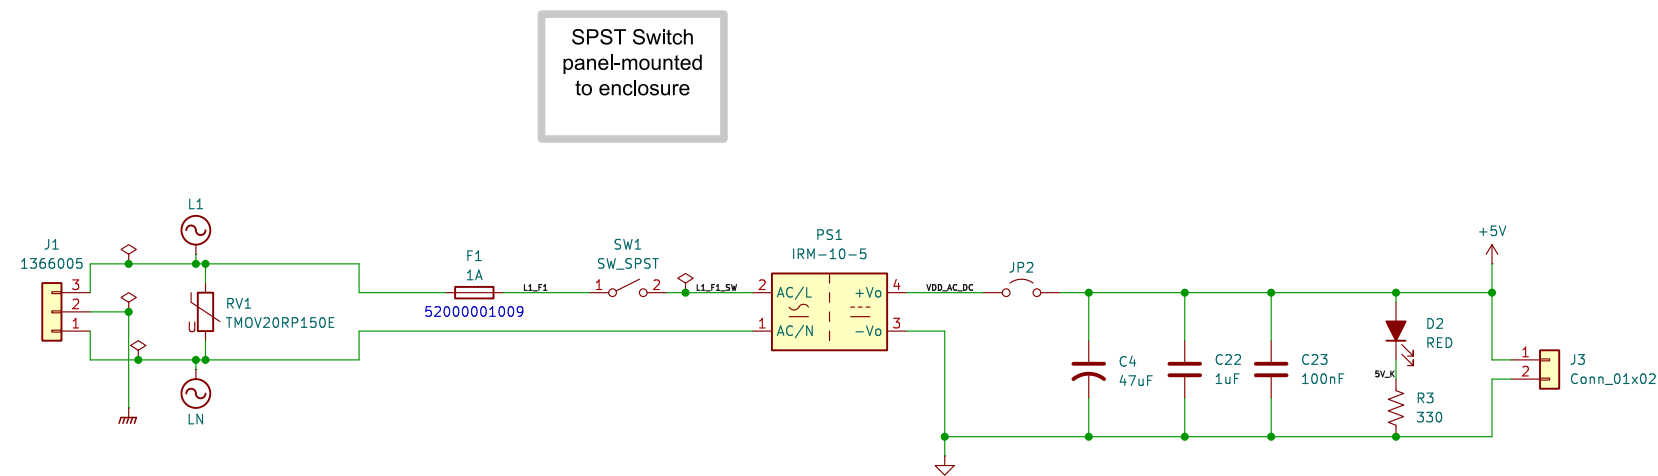 SPST Switch
panel-mounted
to enclosure
L1
J1
1366005
3
2
1
RV1
TMOV20RP150E
U
LN
F1
1A
52000001009
L1_F1
SW1
SW_SPST
1
2
L1_F1_SW
PS1
IRM-10-5
2
AC/L
1
AC/N
+Vo
4
-Vo
3
VDD_AC_DC
JP2
C4
47uF
C22
1uF
C23
100nF
D2
RED
5V_K
R3
330
+5V
1
2
J3
Conn_01x02